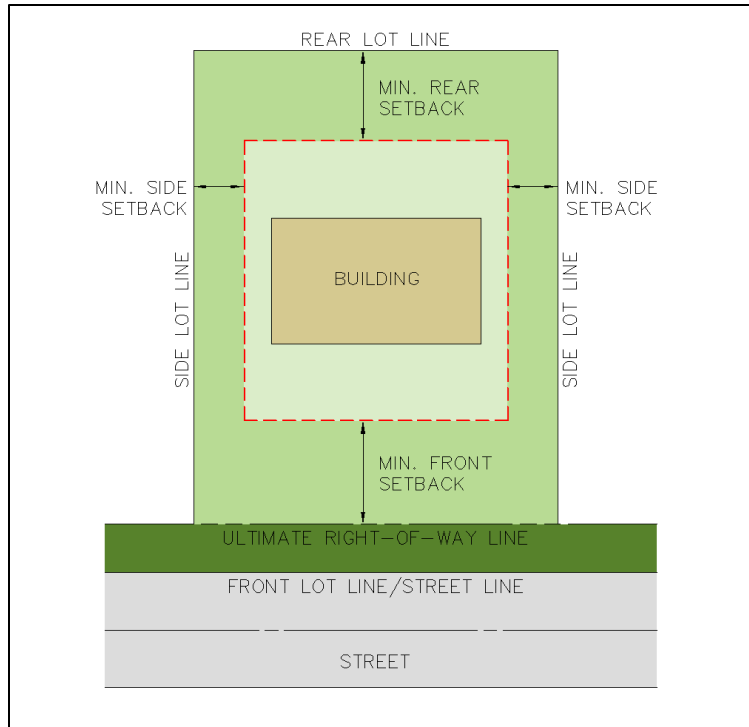 REAR LOT LINE
MIN. REAR
SETBACK
MIN. SIDE
SETBACK
MIN. SIDE
SETBACK
SIDE LOT LINE
BUILDING
SIDE LOT LINE
MIN. FRONT
SETBACK
ULTIMATE RIGHT-OF-WAY LINE
FRONT LOT LINE/STREET LINE
STREET